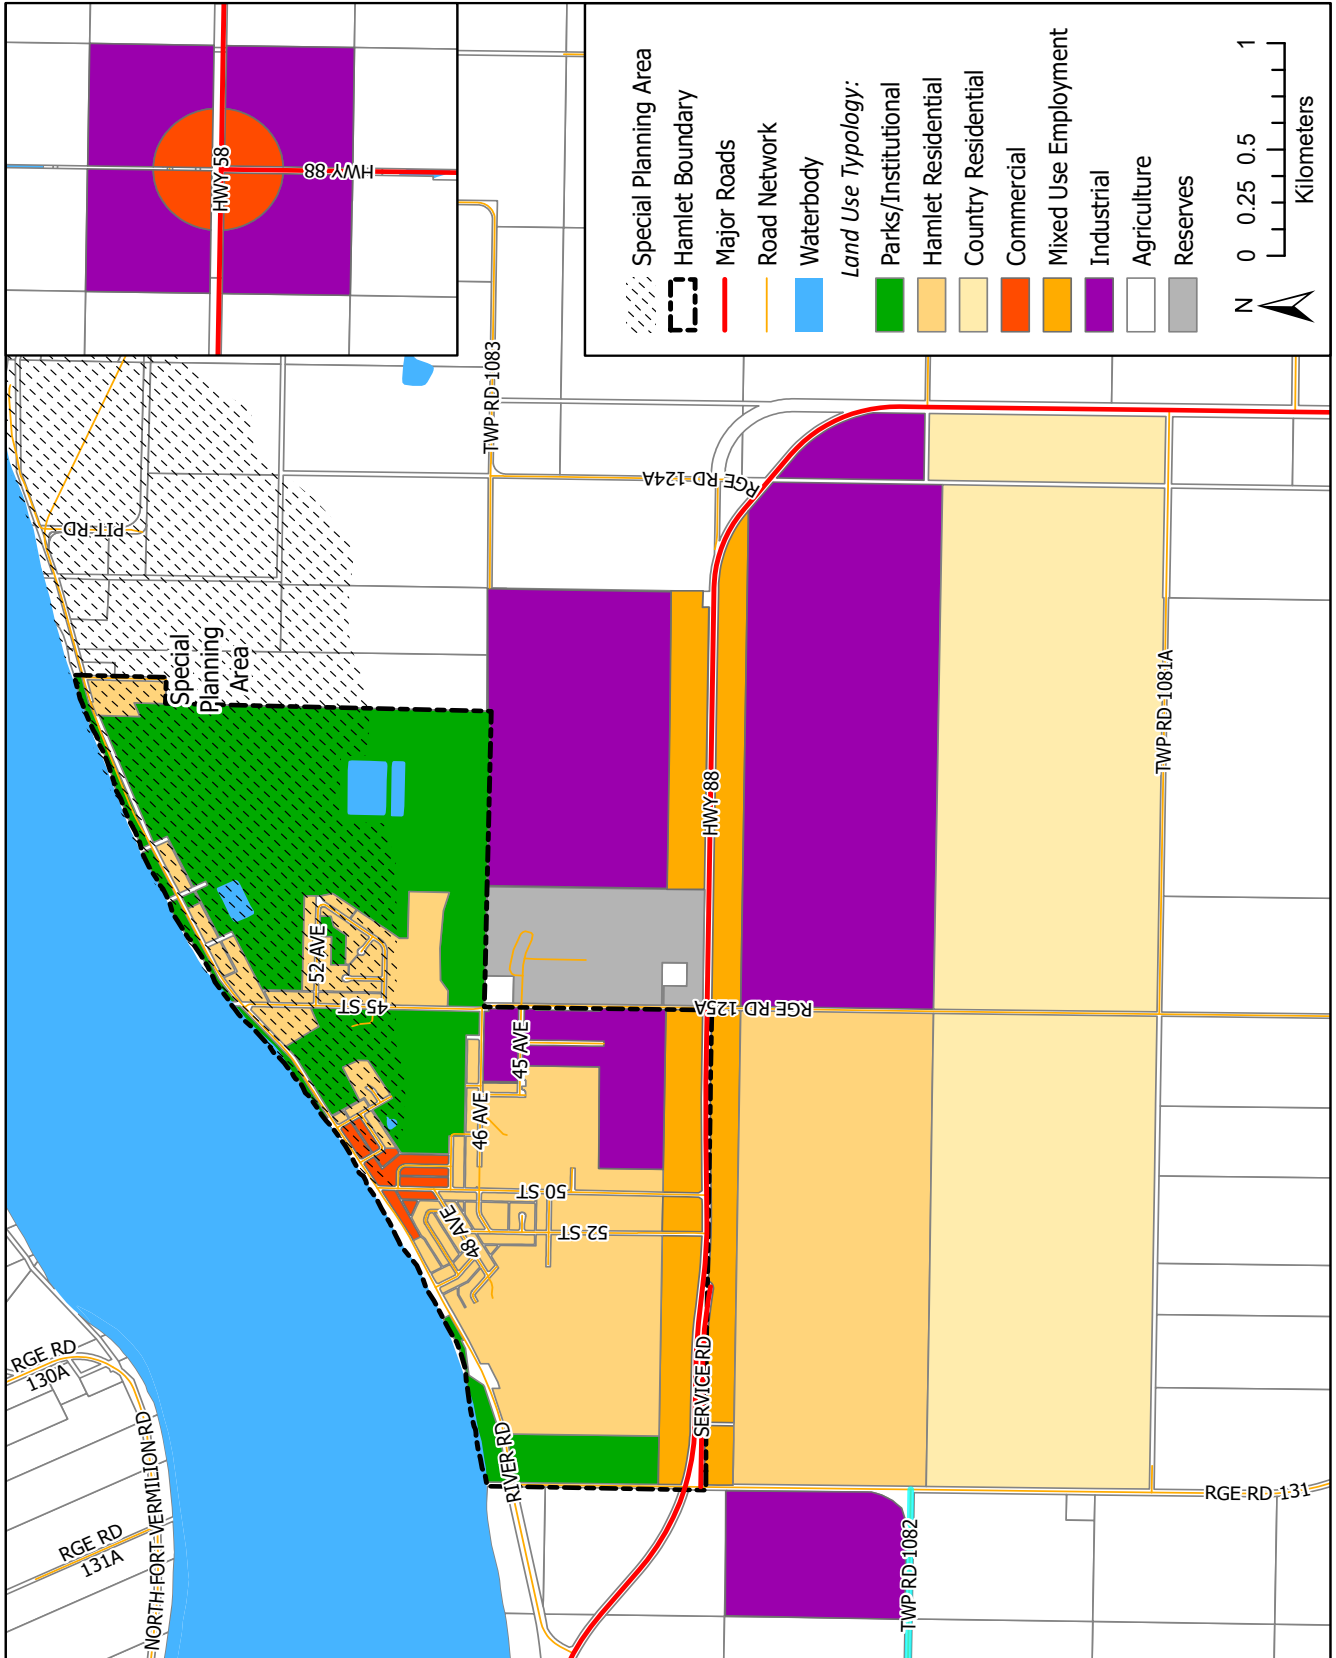 HWY 58
HWY 88
Special Planning Area
Hamlet Boundary
Major Roads
Road Network
Waterbody
Land Use Typology:
Parks/Institutional
Hamlet Residential
Country Residential
Commercial
Mixed Use Employment
Industrial
Agriculture
Reserves
N
0 0.25 0.5 1
Kilometers
TWP RD 1083
RGE RD 124A
PIT RD
Special
Planning
Area
HWY 88
TWP RD 1081A
52 AVE
45 ST
RGE RD 125A
45 AVE
46 AVE
50 ST
52 ST
48 AVE
SERVICE RD
RIVER RD
RGE RD 131
TWP RD 1082
RGE RD
130A
NORTH FORT VERMILION RD
RGE RD
131A